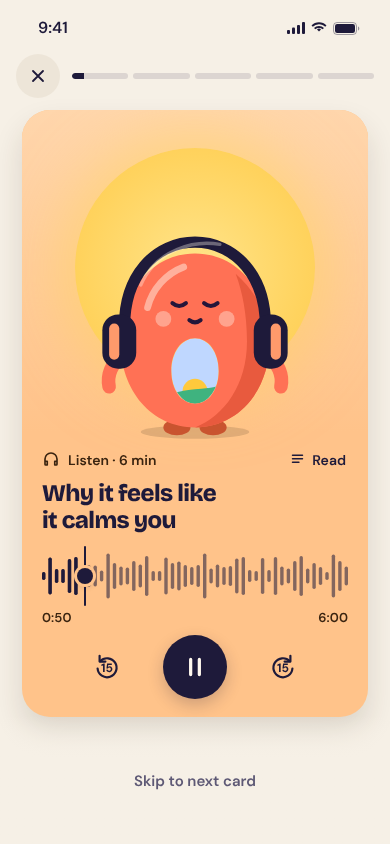 9:41
Listen · 6 min
Read
Why it feels like
it calms you
0:50
6:00
15
15
Skip to next card